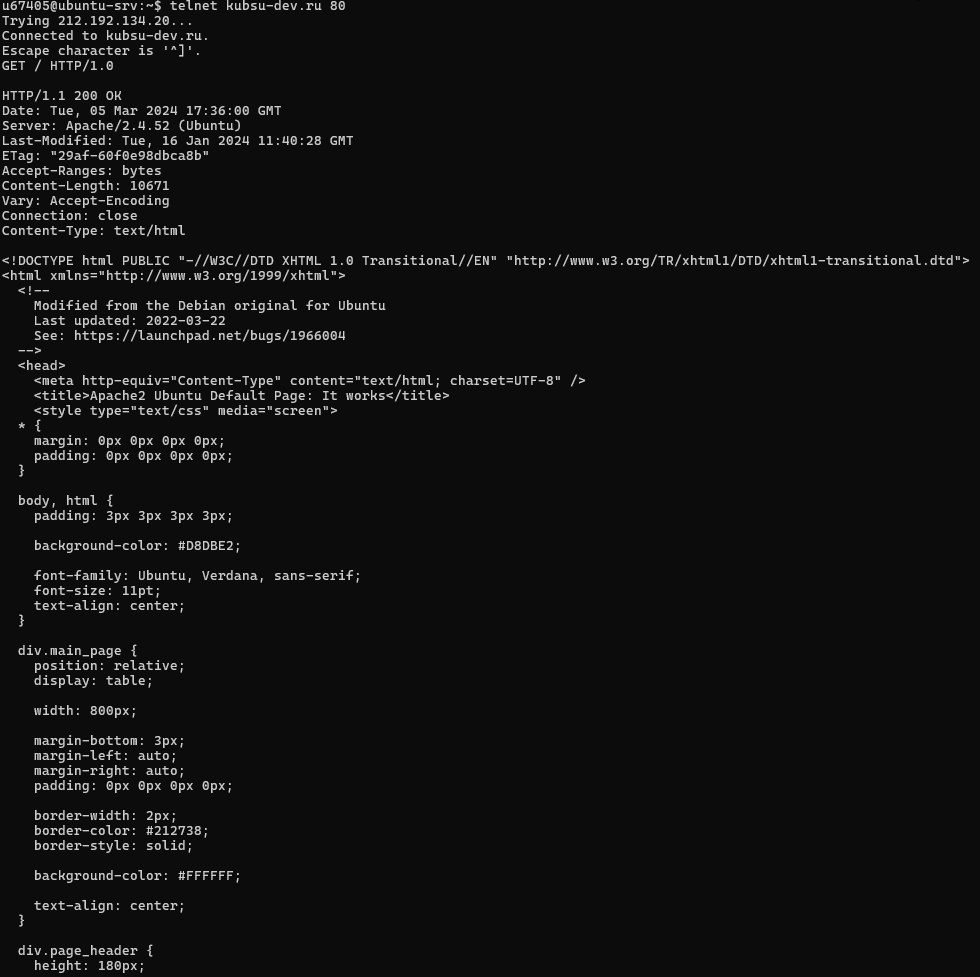 u67405@ubuntu-srv:~$ telnet kubsu-dev.ru 80
Trying 212.192.134.20...
Connected to kubsu-dev.ru.
Escape character is '^]'.
GET / HTTP/1.0

HTTP/1.1 200 OK
Date: Tue, 05 Mar 2024 17:36:00 GMT
Server: Apache/2.4.52 (Ubuntu)
Last-Modified: Tue, 16 Jan 2024 11:40:28 GMT
ETag: "29af-60f0e98dbca8b"
Accept-Ranges: bytes
Content-Length: 10671
Vary: Accept-Encoding
Connection: close
Content-Type: text/html

<!DOCTYPE html PUBLIC "-//W3C//DTD XHTML 1.0 Transitional//EN" "http://www.w3.org/TR/xhtml1/DTD/xhtml1-transitional.dtd">
<html xmlns="http://www.w3.org/1999/xhtml">
  <!--
    Modified from the Debian original for Ubuntu
    Last updated: 2022-03-22
    See: https://launchpad.net/bugs/1966004
  -->
  <head>
    <meta http-equiv="Content-Type" content="text/html; charset=UTF-8" />
    <title>Apache2 Ubuntu Default Page: It works</title>
    <style type="text/css" media="screen">
  * {
    margin: 0px 0px 0px 0px;
    padding: 0px 0px 0px 0px;
  }

  body, html {
    padding: 3px 3px 3px 3px;

    background-color: #D8DBE2;

    font-family: Ubuntu, Verdana, sans-serif;
    font-size: 11pt;
    text-align: center;
  }

  div.main_page {
    position: relative;
    display: table;

    width: 800px;

    margin-bottom: 3px;
    margin-left: auto;
    margin-right: auto;
    padding: 0px 0px 0px 0px;

    border-width: 2px;
    border-color: #212738;
    border-style: solid;

    background-color: #FFFFFF;

    text-align: center;
  }

  div.page_header {
    height: 180px;